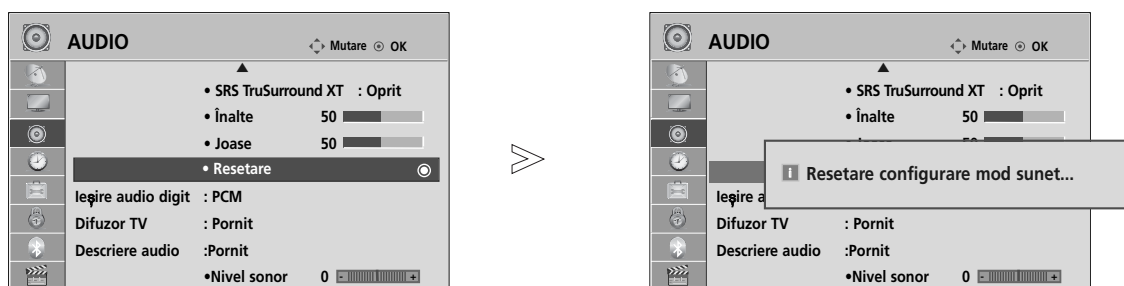 AUDIO
Mutare OK
• SRS TruSurround XT : Oprit
• Înalte 50
• Joase 50
• Resetare
Ieşire audio digit : PCM
Difuzor TV : Pornit
Descriere audio :Pornit
•Nivel sonor 0 - +
AUDIO
Mutare OK
• SRS TruSurround XT : Oprit
• Înalte 50
i Resetare configurare mod sunet...
Difuzor TV : Pornit
Descriere audio :Pornit
•Nivel sonor 0 - +